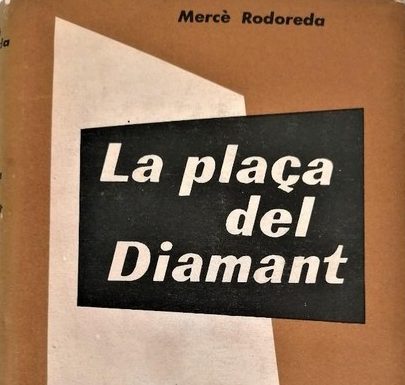 Mercè Rodoreda
La plaça
del
Diamant